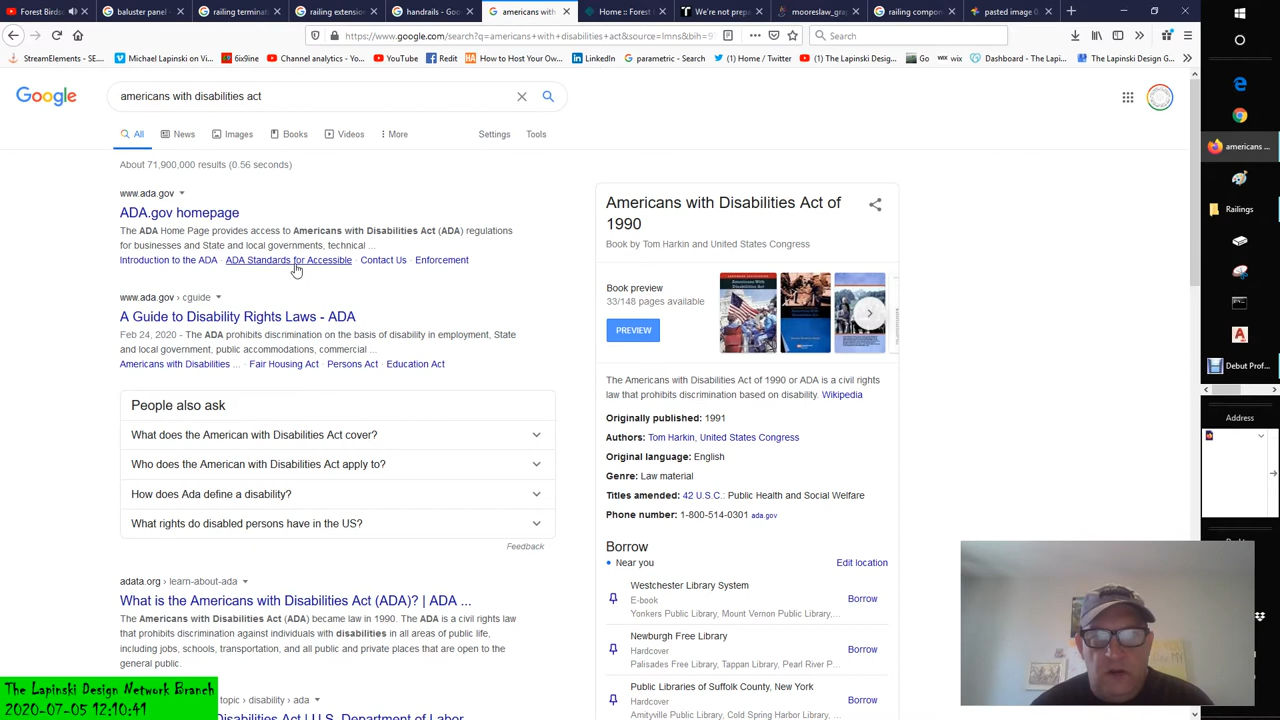 Forest Birds
baluster panel -
railing terminat
railing extension
handrails - Goo
americans with
Home :: Forest
We're not prepare
mooreslaw_grap
railing compon
pasted image 0
https://www.google.com/search?q=americans+with+disabilities+act&source=lmns&bih=9
Search
StreamElements - SE...
Michael Lapinski on V
6ix9ine
Channel analytics - Yo
Facebook
Redit
How to Host Your Ow
LinkedIn
parametric - Search
(1) Home / Twitter
(1) The Lapinski Desig
Go
wix
Dashboard - The Lapi
The Lapinski Design G
Google
americans with disabilities act
All
News
Images
Books
Videos
More
Settings
Tools
About 71,900,000 results (0.56 seconds)
www.ada.gov
ADA.gov homepage
The ADA Home Page provides access to Americans with Disabilities Act (ADA) regulations
for businesses and State and local governments, technical ...
Introduction to the ADA · ADA Standards for Accessible · Contact Us · Enforcement
www.ada.gov › cguide
A Guide to Disability Rights Laws - ADA
Feb 24, 2020 - The ADA prohibits discrimination on the basis of disability in employment, State
and local government, public accommodations, commercial ...
Americans with Disabilities ... · Fair Housing Act · Persons Act · Education Act
People also ask
What does the American with Disabilities Act cover?
Who does the American with Disabilities Act apply to?
How does Ada define a disability?
What rights do disabled persons have in the US?
Feedback
adata.org › learn-about-ada
What is the Americans with Disabilities Act (ADA)? | ADA ...
The Americans with Disabilities Act (ADA) became law in 1990. The ADA is a civil rights law
that prohibits discrimination against individuals with disabilities in all areas of public life,
including jobs, schools, transportation, and all public and private places that are open to the
general public.
topic › disability › ada
Disabilities Act | U.S. Department of Labor
Americans with Disabilities Act of
1990
Book by Tom Harkin and United States Congress
Book preview
33/148 pages available
PREVIEW
The Americans with Disabilities Act of 1990 or ADA is a civil rights
law that prohibits discrimination based on disability. Wikipedia
Originally published: 1991
Authors: Tom Harkin, United States Congress
Original language: English
Genre: Law material
Titles amended: 42 U.S.C.: Public Health and Social Welfare
Phone number: 1-800-514-0301 ada.gov
Borrow
Near you
Edit location
Westchester Library System
E-book
Yonkers Public Library, Mount Vernon Public Library,...
Borrow
Newburgh Free Library
Hardcover
Palisades Free Library, Tappan Library, Pearl River P...
Borrow
Public Libraries of Suffolk County, New York
Hardcover
Amityville Public Library, Cold Spring Harbor Library, ...
Borrow
americans ...
Railings
Debut Prof...
Address
The Lapinski Design Network Branch
2020-07-05 12:10:41